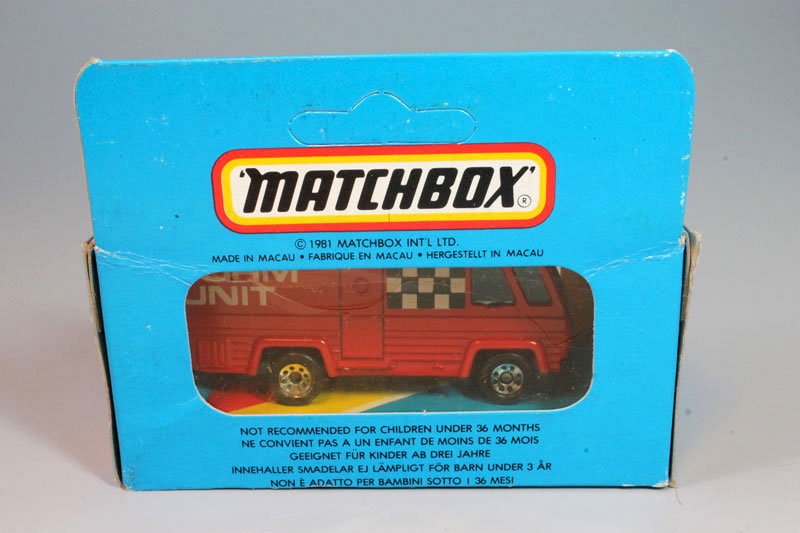 'MATCHBOX'®
© 1981 MATCHBOX INT'L LTD.
MADE IN MACAU • FABRIQUE EN MACAU • HERGESTELLT IN MACAU
UNIT
NOT RECOMMENDED FOR CHILDREN UNDER 36 MONTHS
NE CONVIENT PAS A UN ENFANT DE MOINS DE 36 MOIS
GEEIGNET FÜR KINDER AB DREI JAHRE
INNEHALLER SMADELAR EJ LÄMPLIGT FÖR BARN UNDER 3 ÅR
NON È ADATTO PER BAMBINI SOTTO I 36 MESI